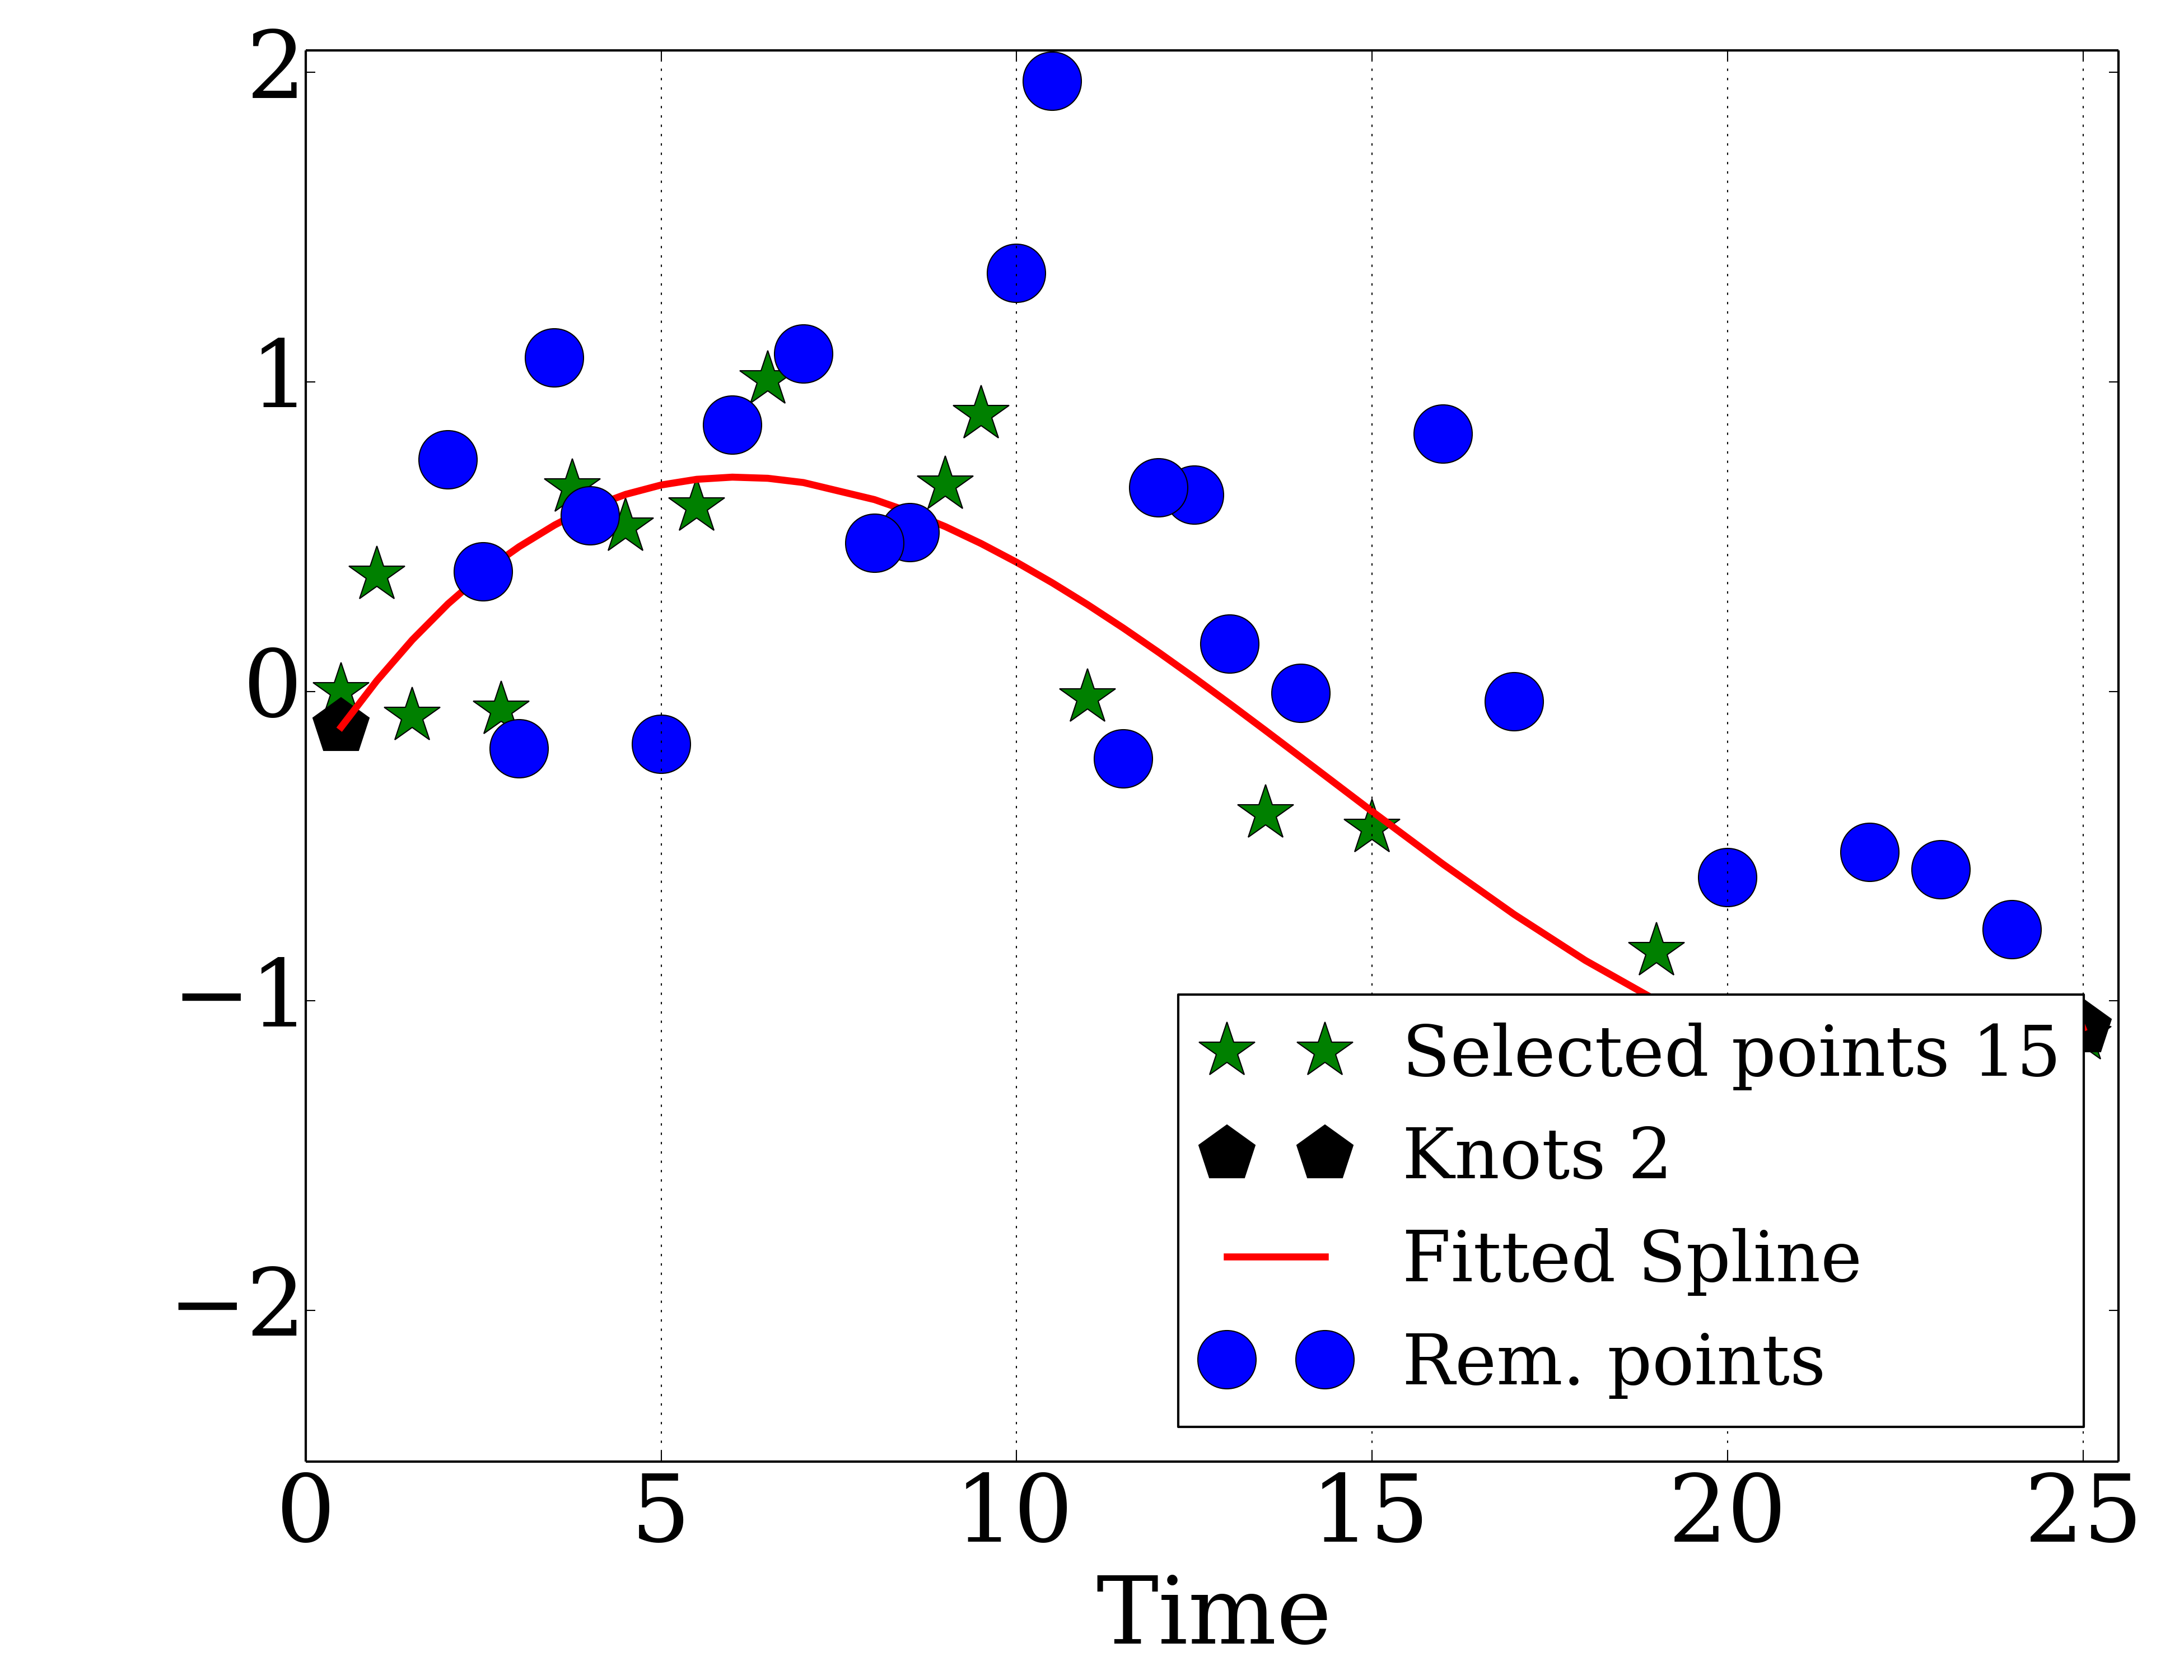 2
1
0
−1
−2
Selected points 15
Knots 2
Fitted Spline
Rem. points
0 5 10 15 20 25
Time